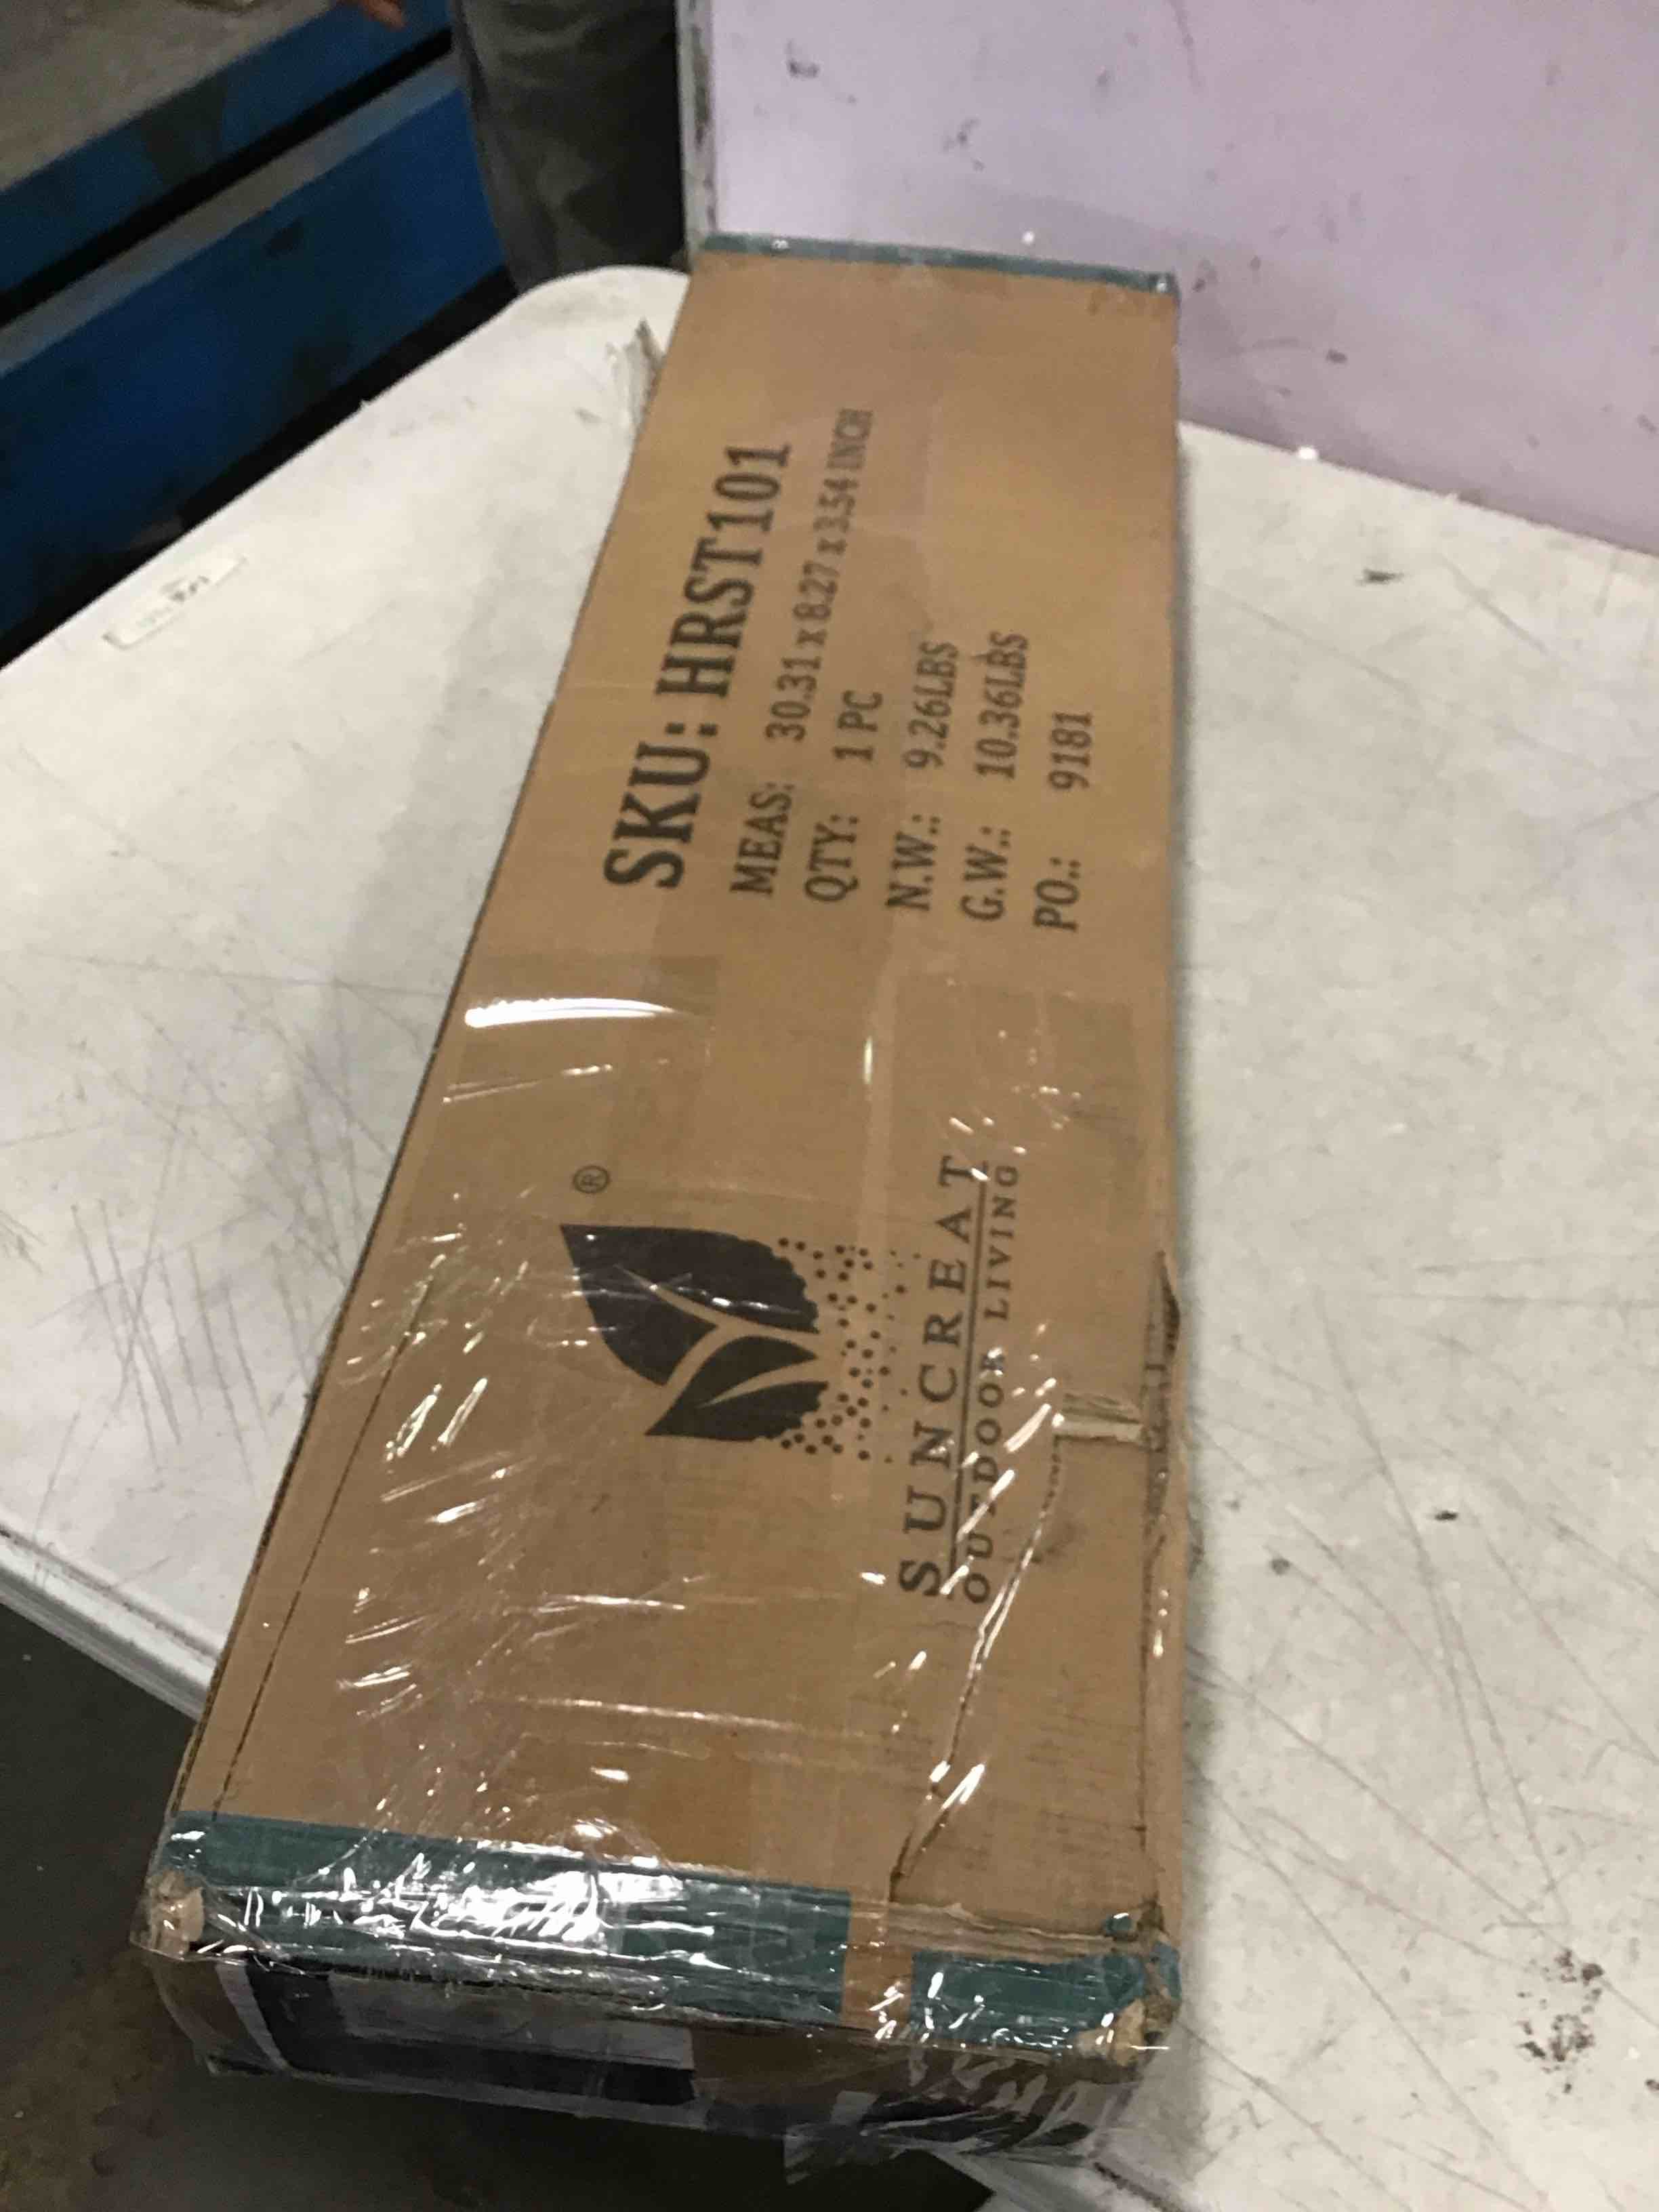 SKU: HRST101
MEAS: 30.31 x 8.27 x 3.54 INCH
QTY: 1 PC
N.W.: 9.26LBS
G.W.: 10.36LBS
PO.: 9181
®
SUNCREAT
OUTDOOR LIVING